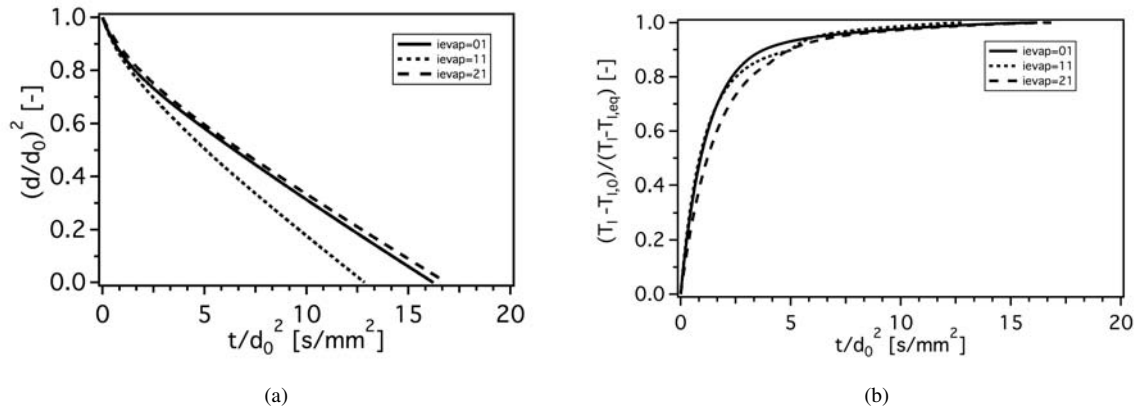 1.0
0.8
0.6
0.4
0.2
0.0
(d/d₀)² [-]
ievap=01
ievap=11
ievap=21
0 5 10 15 20
t/d₀² [s/mm²]
(a)
1.0
0.8
0.6
0.4
0.2
0.0
(Tₗ -Tₗ,₀)/(Tₗ-Tₗ,eq) [-]
ievap=01
ievap=11
ievap=21
0 5 10 15 20
t/d₀² [s/mm²]
(b)